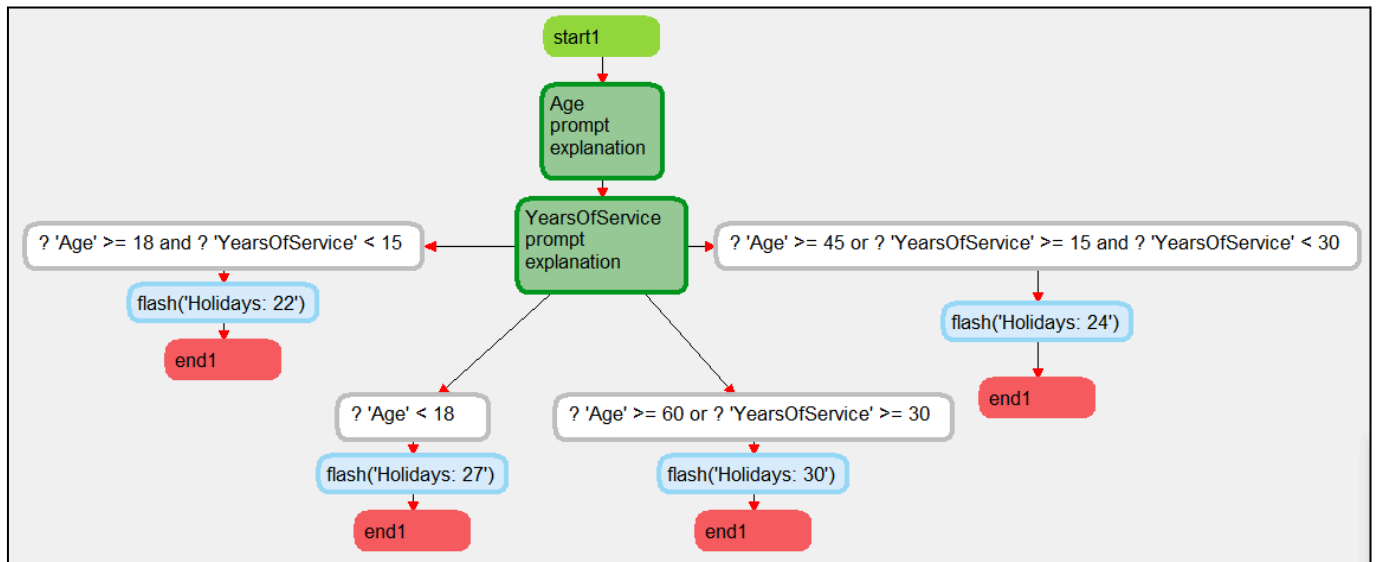 start1
Age
prompt
explanation
YearsOfService
prompt
explanation
? 'Age' >= 18 and ? 'YearsOfService' < 15
? 'Age' >= 45 or ? 'YearsOfService' >= 15 and ? 'YearsOfService' < 30
flash('Holidays: 22')
flash('Holidays: 24')
end1
end1
? 'Age' < 18
? 'Age' >= 60 or ? 'YearsOfService' >= 30
flash('Holidays: 27')
flash('Holidays: 30')
end1
end1